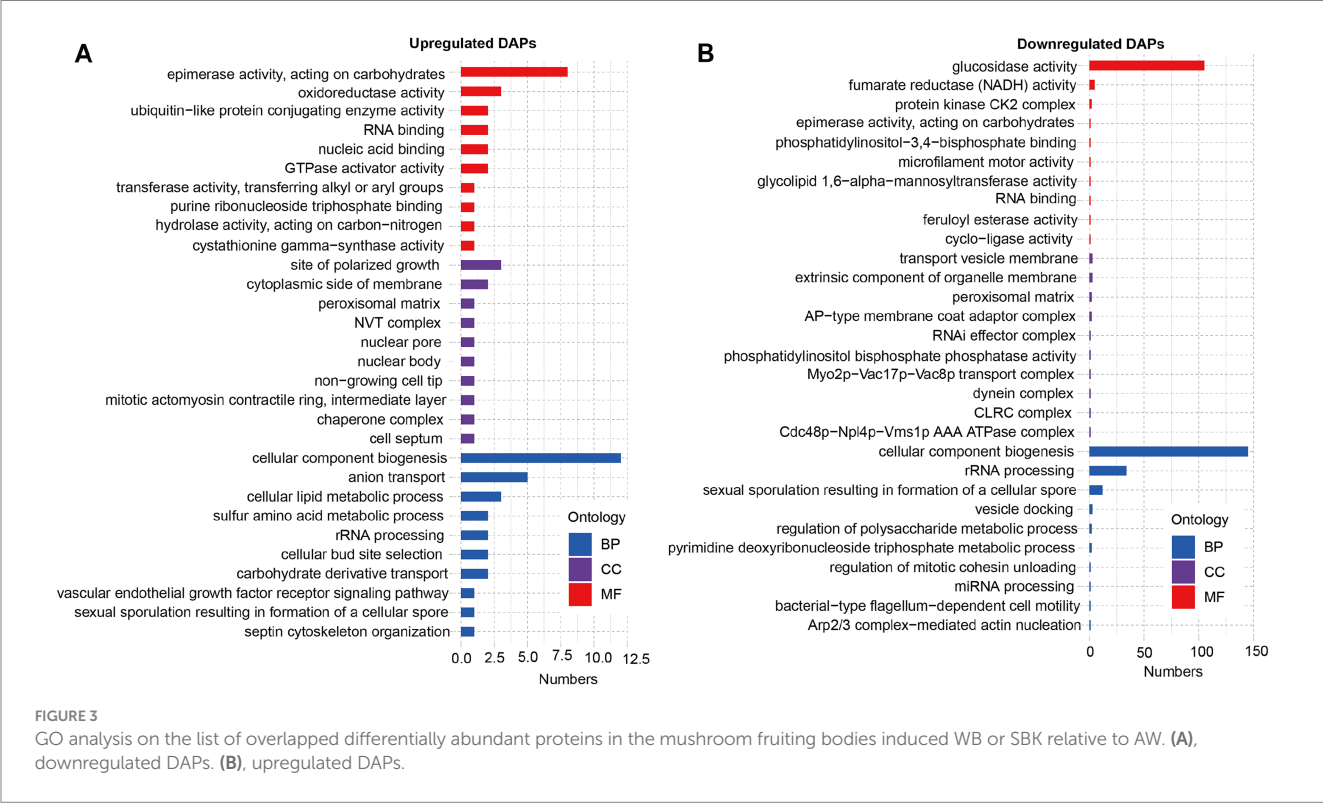 A
Upregulated DAPs
epimerase activity, acting on carbohydrates
oxidoreductase activity
ubiquitin−like protein conjugating enzyme activity
RNA binding
nucleic acid binding
GTPase activator activity
transferase activity, transferring alkyl or aryl groups
purine ribonucleoside triphosphate binding
hydrolase activity, acting on carbon−nitrogen
cystathionine gamma−synthase activity
site of polarized growth
cytoplasmic side of membrane
peroxisomal matrix
NVT complex
nuclear pore
nuclear body
non−growing cell tip
mitotic actomyosin contractile ring, intermediate layer
chaperone complex
cell septum
cellular component biogenesis
anion transport
cellular lipid metabolic process
sulfur amino acid metabolic process
rRNA processing
cellular bud site selection
carbohydrate derivative transport
vascular endothelial growth factor receptor signaling pathway
sexual sporulation resulting in formation of a cellular spore
septin cytoskeleton organization
0.0 2.5 5.0 7.5 10.0 12.5
Numbers
Ontology
BP
CC
MF
B
Downregulated DAPs
glucosidase activity
fumarate reductase (NADH) activity
protein kinase CK2 complex
epimerase activity, acting on carbohydrates
phosphatidylinositol−3,4−bisphosphate binding
microfilament motor activity
glycolipid 1,6−alpha−mannosyltransferase activity
RNA binding
feruloyl esterase activity
cyclo−ligase activity
transport vesicle membrane
extrinsic component of organelle membrane
peroxisomal matrix
AP−type membrane coat adaptor complex
RNAi effector complex
phosphatidylinositol bisphosphate phosphatase activity
Myo2p−Vac17p−Vac8p transport complex
dynein complex
CLRC complex
Cdc48p−Npl4p−Vms1p AAA ATPase complex
cellular component biogenesis
rRNA processing
sexual sporulation resulting in formation of a cellular spore
vesicle docking
regulation of polysaccharide metabolic process
pyrimidine deoxyribonucleoside triphosphate metabolic process
regulation of mitotic cohesin unloading
miRNA processing
bacterial−type flagellum−dependent cell motility
Arp2/3 complex−mediated actin nucleation
0 50 100 150
Numbers
Ontology
BP
CC
MF
FIGURE 3
GO analysis on the list of overlapped differentially abundant proteins in the mushroom fruiting bodies induced WB or SBK relative to AW. (A),
downregulated DAPs. (B), upregulated DAPs.